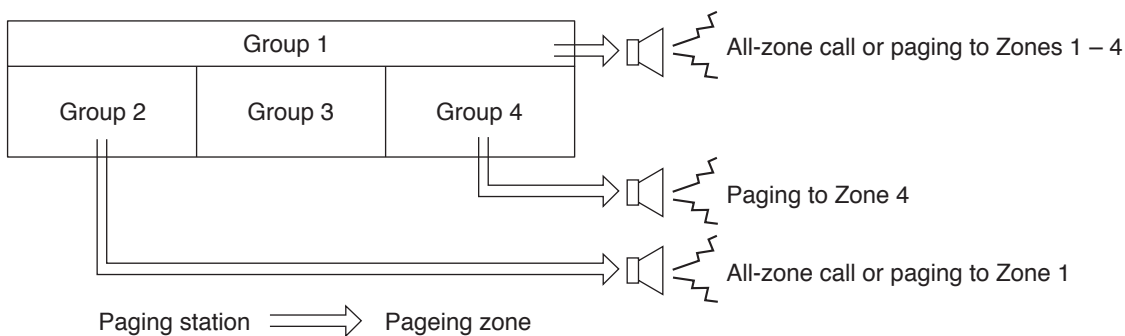 Group 1
All-zone call or paging to Zones 1 – 4
Group 2
Group 3
Group 4
Paging to Zone 4
All-zone call or paging to Zone 1
Paging station
Pageing zone